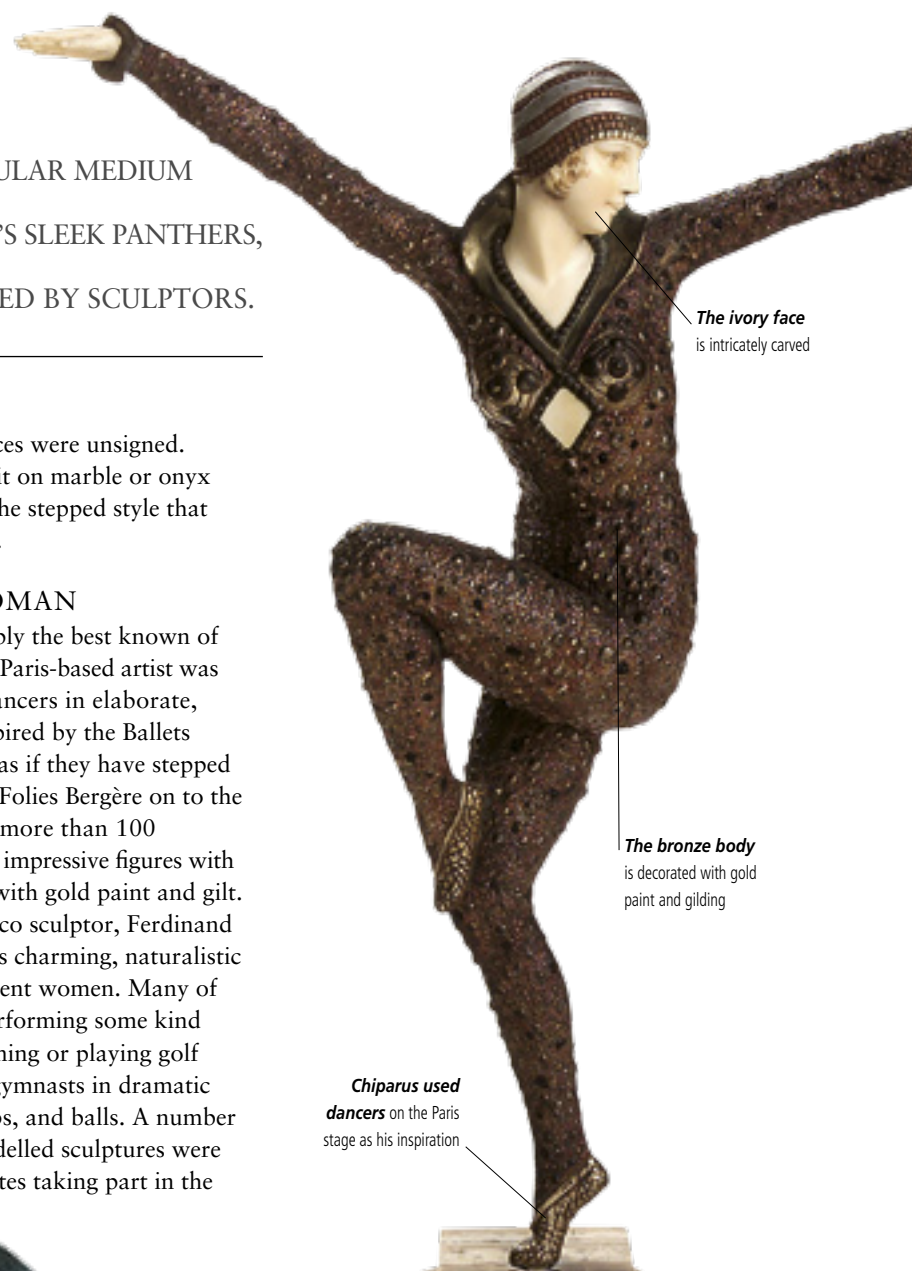 ULAR MEDIUM
'S SLEEK PANTHERS,
ED BY SCULPTORS.
ces were unsigned.
it on marble or onyx
he stepped style that
.
OMAN
bly the best known of
Paris-based artist was
ancers in elaborate,
pired by the Ballets
as if they have stepped
Folies Bergère on to the
more than 100
impressive figures with
with gold paint and gilt.
co sculptor, Ferdinand
s charming, naturalistic
ent women. Many of
rforming some kind
ning or playing golf
gymnasts in dramatic
ps, and balls. A number
delled sculptures were
tes taking part in the
The ivory face
is intricately carved
The bronze body
is decorated with gold
paint and gilding
Chiparus used
dancers on the Paris
stage as his inspiration